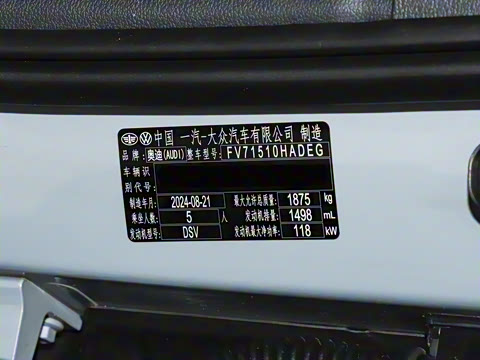 中国 一汽-大众汽车有限公司 制造
品牌: 奥迪(AUDI) 整车型号: FV71510HADEG
车辆识
别代号:
制造年月: 2024-08-21 最大允许总质量: 1875 kg
乘坐人数: 5 人 发动机排量: 1498 mL
发动机型号: DSV 发动机最大净功率: 118 kW